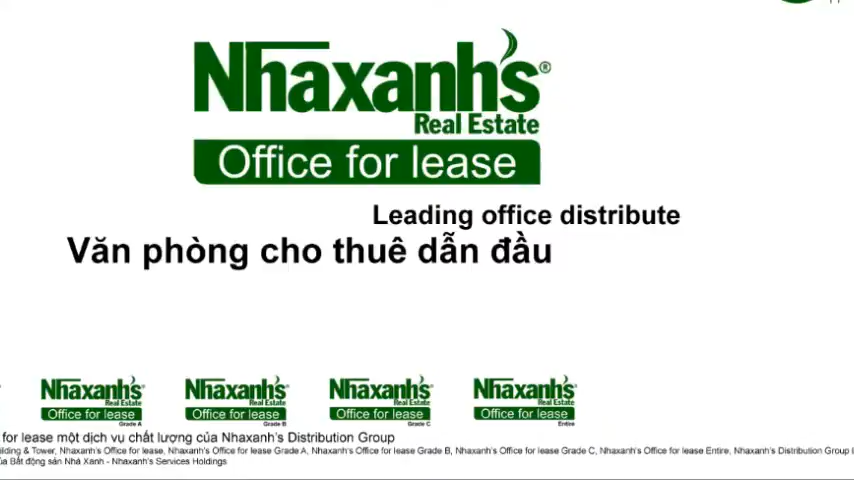 Nhaxanh's®
Real Estate
Office for lease
Leading office distribute
Văn phòng cho thuê dẫn đầu
Nhaxanh's Real Estate Office for lease Grade A
Nhaxanh's Real Estate Office for lease Grade B
Nhaxanh's Real Estate Office for lease Grade C
Nhaxanh's Real Estate Office for lease Entire
for lease một dịch vụ chất lượng của Nhaxanh's Distribution Group
ilding & Tower, Nhaxanh's Office for lease, Nhaxanh's Office for lease Grade A, Nhaxanh's Office for lease Grade B, Nhaxanh's Office for lease Grade C, Nhaxanh's Office for lease Entire, Nhaxanh's Distribution Group
ủa Bất động sản Nhà Xanh - Nhaxanh's Services Holdings